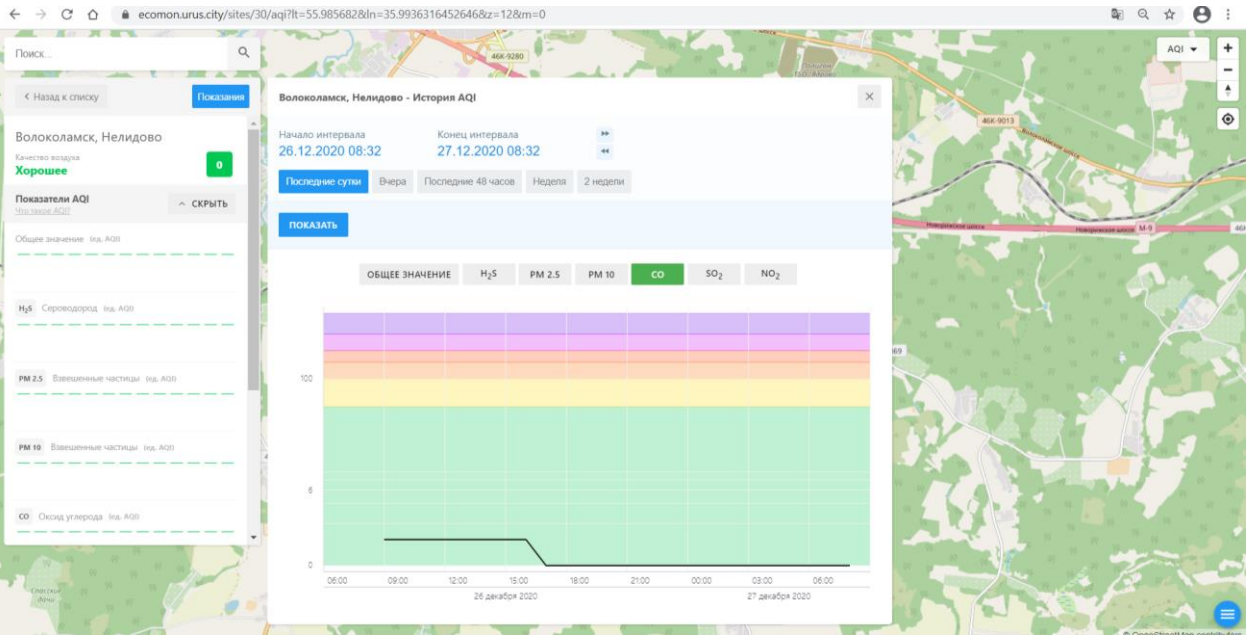 ecomon.urus.city/sites/30/aqi?lt=55.985682&ln=35.99363164526468&z=12&m=0
Поиск...
46К-9280
AQI
< Назад к списку
Показания
Волоколамск, Нелидово - История AQI
×
Волоколамск, Нелидово
Начало интервала
Конец интервала
46К-9013
Качество воздуха
26.12.2020 08:32
27.12.2020 08:32
Хорошее
0
Последние сутки
Вчера
Последние 48 часов
Неделя
2 недели
Показатели AQI
СКРЫТЬ
Что такое AQI?
ПОКАЗАТЬ
Новорижское шоссе
Новорижское шоссе
М-9
Общее значение (ед. AQI)
ОБЩЕЕ ЗНАЧЕНИЕ
H₂S
PM 2.5
PM 10
CO
SO₂
NO₂
H₂S Сероводород (ед. AQI)
PM 2.5 Взвешенные частицы (ед. AQI)
100
PM 10 Взвешенные частицы (ед. AQI)
6
CO Оксид углерода (ед. AQI)
0
06:00
09:00
12:00
15:00
18:00
21:00
00:00
03:00
06:00
26 декабря 2020
27 декабря 2020
© OpenStreetMap contributors